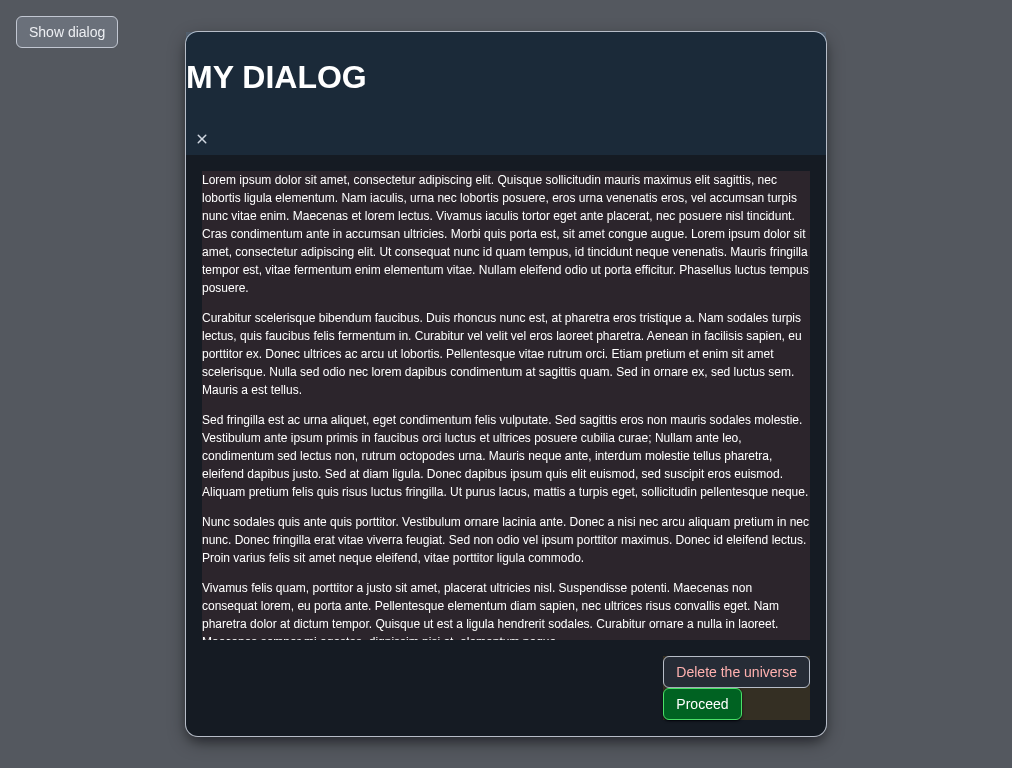 Show dialog
MY DIALOG
×
Lorem ipsum dolor sit amet, consectetur adipiscing elit. Quisque sollicitudin mauris maximus elit sagittis, nec
lobortis ligula elementum. Nam iaculis, urna nec lobortis posuere, eros urna venenatis eros, vel accumsan turpis
nunc vitae enim. Maecenas et lorem lectus. Vivamus iaculis tortor eget ante placerat, nec posuere nisl tincidunt.
Cras condimentum ante in accumsan ultricies. Morbi quis porta est, sit amet congue augue. Lorem ipsum dolor sit
amet, consectetur adipiscing elit. Ut consequat nunc id quam tempus, id tincidunt neque venenatis. Mauris fringilla
tempor est, vitae fermentum enim elementum vitae. Nullam eleifend odio ut porta efficitur. Phasellus luctus tempus
posuere.
Curabitur scelerisque bibendum faucibus. Duis rhoncus nunc est, at pharetra eros tristique a. Nam sodales turpis
lectus, quis faucibus felis fermentum in. Curabitur vel velit vel eros laoreet pharetra. Aenean in facilisis sapien, eu
porttitor ex. Donec ultrices ac arcu ut lobortis. Pellentesque vitae rutrum orci. Etiam pretium et enim sit amet
scelerisque. Nulla sed odio nec lorem dapibus condimentum at sagittis quam. Sed in ornare ex, sed luctus sem.
Mauris a est tellus.
Sed fringilla est ac urna aliquet, eget condimentum felis vulputate. Sed sagittis eros non mauris sodales molestie.
Vestibulum ante ipsum primis in faucibus orci luctus et ultrices posuere cubilia curae; Nullam ante leo,
condimentum sed lectus non, rutrum octopodes urna. Mauris neque ante, interdum molestie tellus pharetra,
eleifend dapibus justo. Sed at diam ligula. Donec dapibus ipsum quis elit euismod, sed suscipit eros euismod.
Aliquam pretium felis quis risus luctus fringilla. Ut purus lacus, mattis a turpis eget, sollicitudin pellentesque neque.
Nunc sodales quis ante quis porttitor. Vestibulum ornare lacinia ante. Donec a nisi nec arcu aliquam pretium in nec
nunc. Donec fringilla erat vitae viverra feugiat. Sed non odio vel ipsum porttitor maximus. Donec id eleifend lectus.
Proin varius felis sit amet neque eleifend, vitae porttitor ligula commodo.
Vivamus felis quam, porttitor a justo sit amet, placerat ultricies nisl. Suspendisse potenti. Maecenas non
consequat lorem, eu porta ante. Pellentesque elementum diam sapien, nec ultrices risus convallis eget. Nam
pharetra dolor at dictum tempor. Quisque ut est a ligula hendrerit sodales. Curabitur ornare a nulla in laoreet.
Delete the universe
Proceed